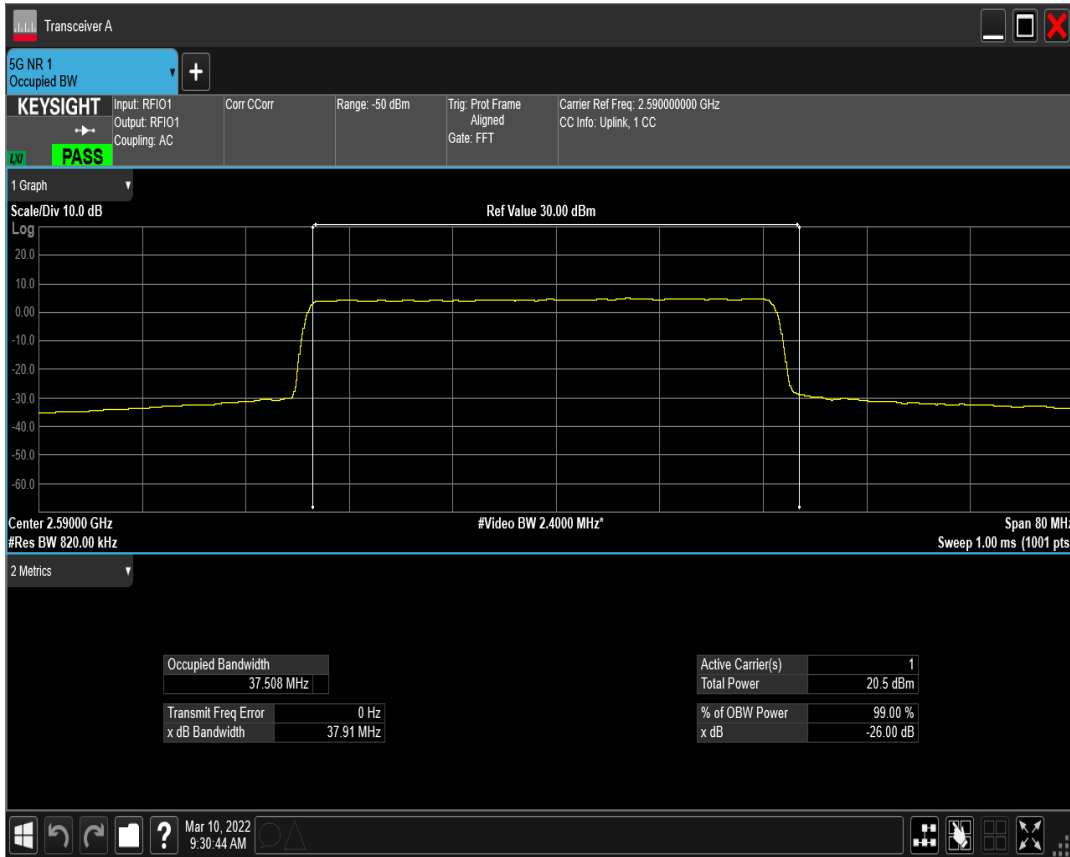 Transceiver A
5G NR 1
Occupied BW
KEYSIGHT
LXI
PASS
Input: RFIO1
Output: RFIO1
Coupling: AC
Corr CCorr
Range: -50 dBm
Trig: Prot Frame
Aligned
Gate: FFT
Carrier Ref Freq: 2.590000000 GHz
CC Info: Uplink, 1 CC
1 Graph
Scale/Div 10.0 dB
Ref Value 30.00 dBm
Log
20.0
10.0
0.00
-10.0
-20.0
-30.0
-40.0
-50.0
-60.0
Center 2.59000 GHz
#Video BW 2.4000 MHz*
Span 80 MHz
#Res BW 820.00 kHz
Sweep 1.00 ms (1001 pts
2 Metrics
Occupied Bandwidth
37.508 MHz
Transmit Freq Error 0 Hz
x dB Bandwidth 37.91 MHz
Active Carrier(s) 1
Total Power 20.5 dBm
% of OBW Power 99.00 %
x dB -26.00 dB
?
Mar 10, 2022
9:30:44 AM